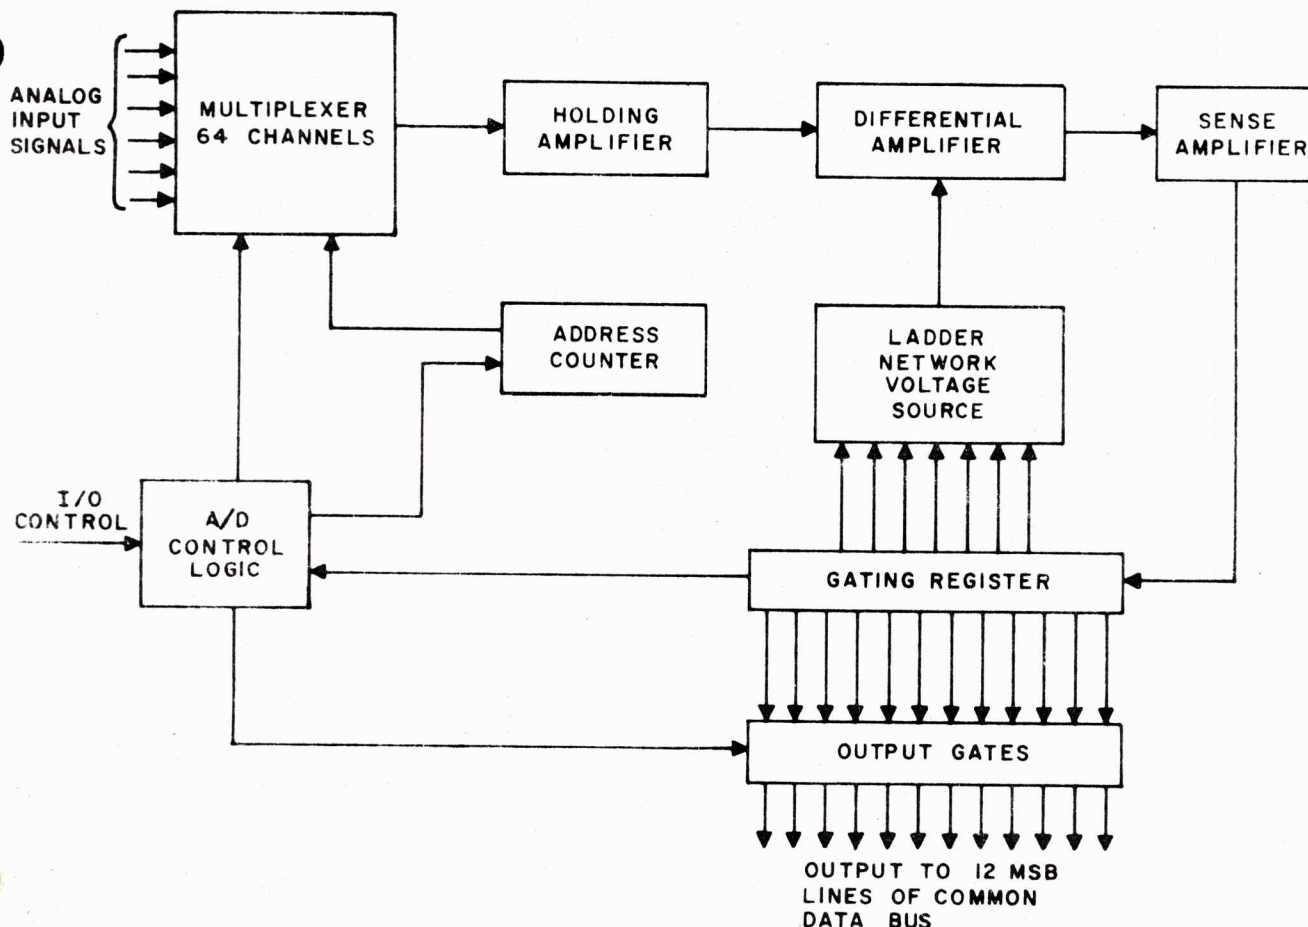 ANALOG
INPUT
SIGNALS
MULTIPLEXER
64 CHANNELS
HOLDING
AMPLIFIER
DIFFERENTIAL
AMPLIFIER
SENSE
AMPLIFIER
ADDRESS
COUNTER
LADDER
NETWORK
VOLTAGE
SOURCE
I/O
CONTROL
A/D
CONTROL
LOGIC
GATING REGISTER
OUTPUT GATES
OUTPUT TO 12 MSB
LINES OF COMMON
DATA BUS